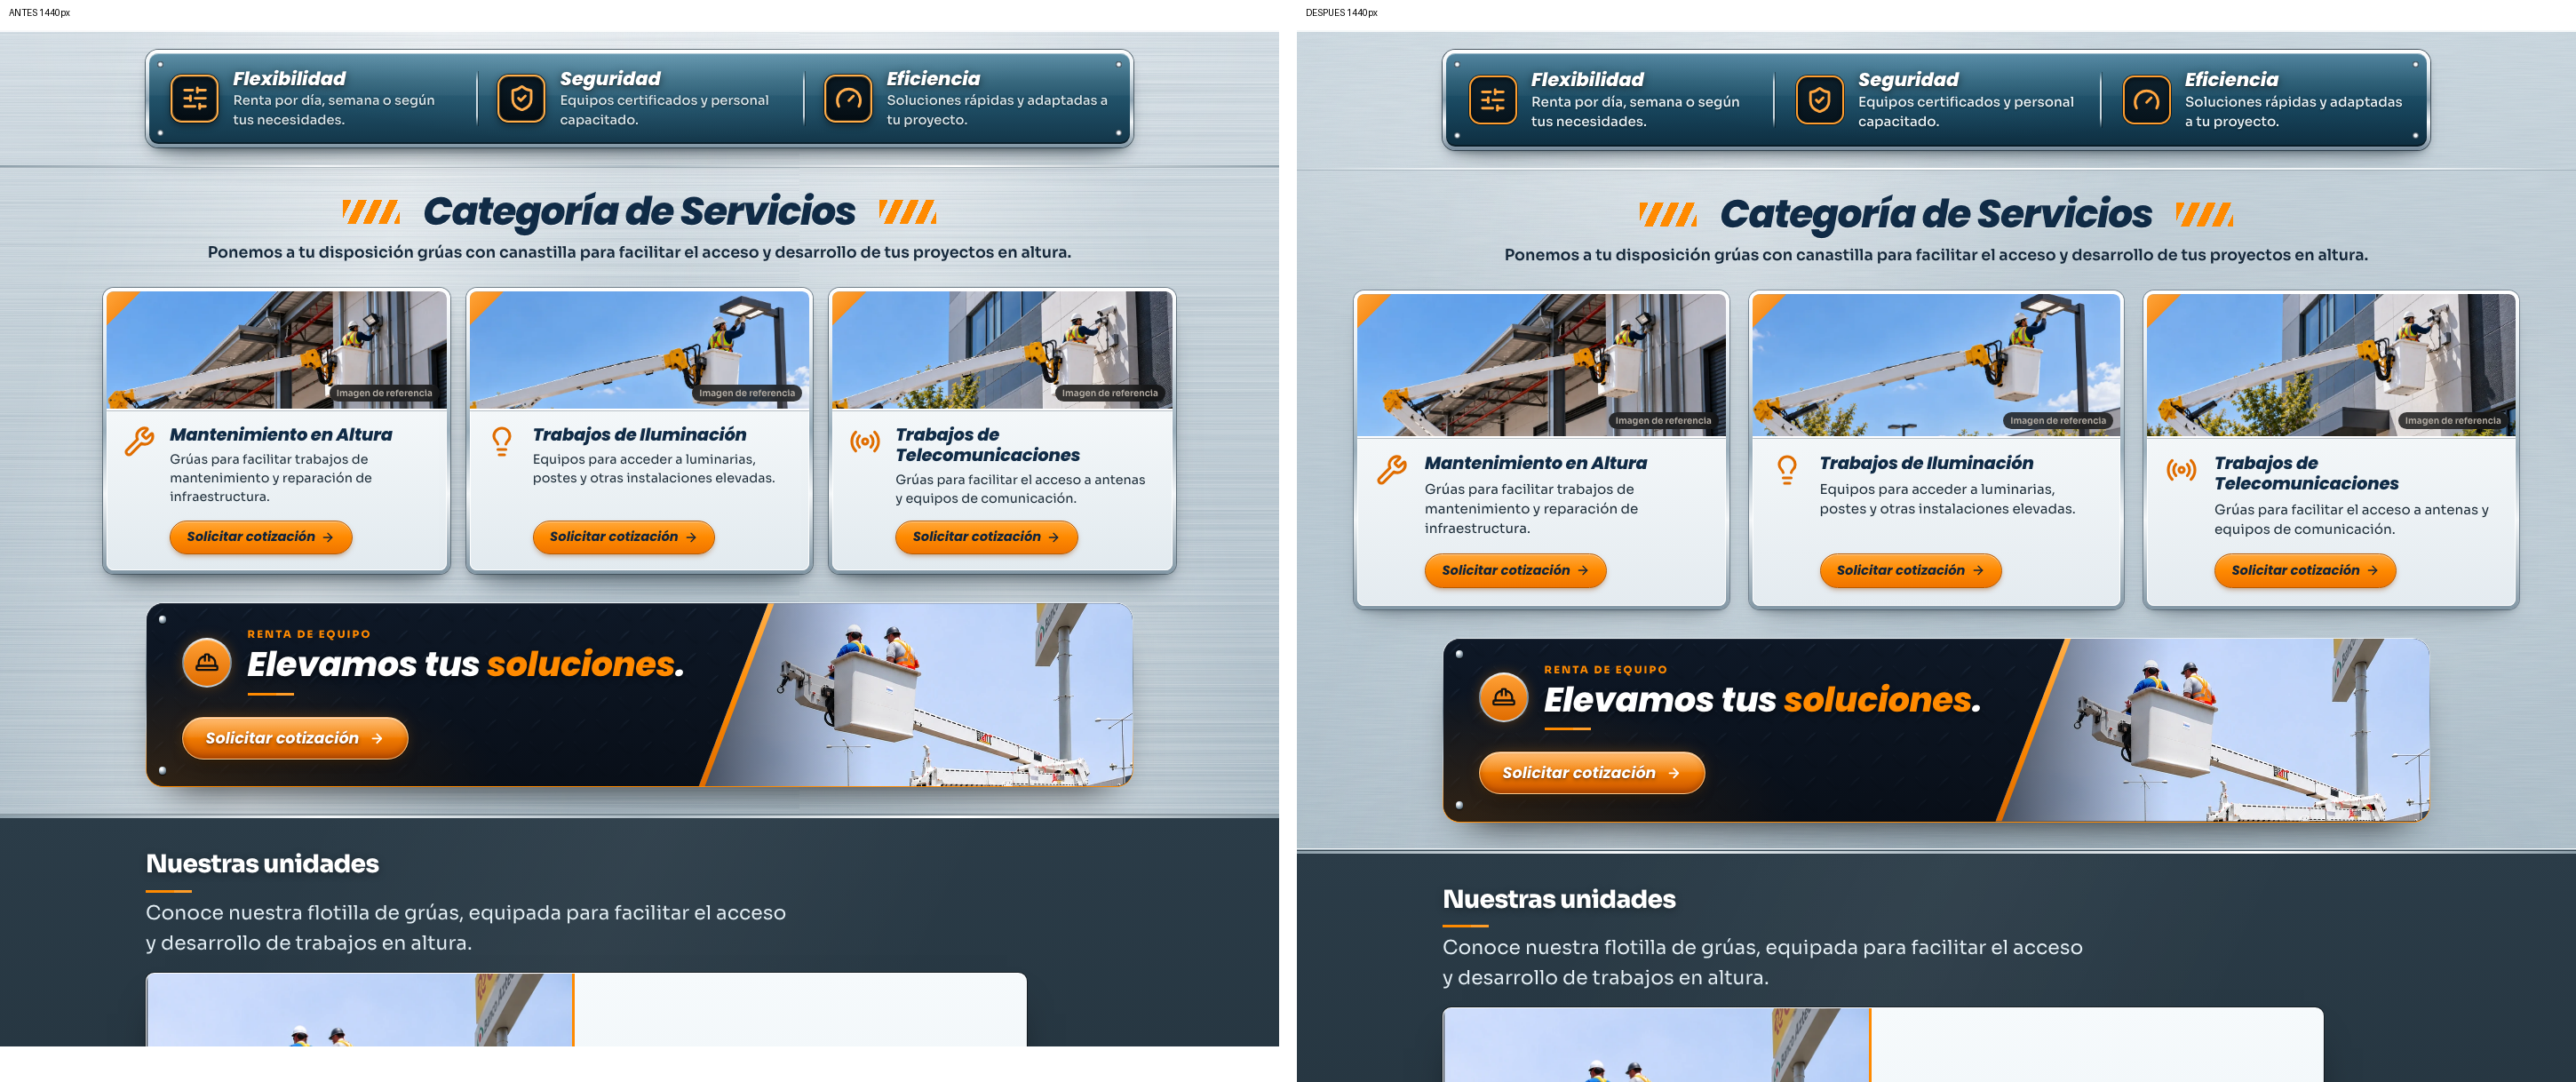 ANTES 1440px
Flexibilidad
Renta por día, semana o según
tus necesidades.
Seguridad
Equipos certificados y personal
capacitado.
Eficiencia
Soluciones rápidas y adaptadas a
tu proyecto.
Categoría de Servicios
Ponemos a tu disposición grúas con canastilla para facilitar el acceso y desarrollo de tus proyectos en altura.
Imagen de referencia
Mantenimiento en Altura
Grúas para facilitar trabajos de
mantenimiento y reparación de
infraestructura.
Solicitar cotización
Imagen de referencia
Trabajos de Iluminación
Equipos para acceder a luminarias,
postes y otras instalaciones elevadas.
Solicitar cotización
Imagen de referencia
Trabajos de
Telecomunicaciones
Grúas para facilitar el acceso a antenas
y equipos de comunicación.
Solicitar cotización
RENTA DE EQUIPO
Elevamos tus soluciones.
Solicitar cotización
Nuestras unidades
Conoce nuestra flotilla de grúas, equipada para facilitar el acceso
y desarrollo de trabajos en altura.
DESPUES 1440px
Flexibilidad
Renta por día, semana o según
tus necesidades.
Seguridad
Equipos certificados y personal
capacitado.
Eficiencia
Soluciones rápidas y adaptadas
a tu proyecto.
Categoría de Servicios
Ponemos a tu disposición grúas con canastilla para facilitar el acceso y desarrollo de tus proyectos en altura.
Imagen de referencia
Mantenimiento en Altura
Grúas para facilitar trabajos de
mantenimiento y reparación de
infraestructura.
Solicitar cotización
Imagen de referencia
Trabajos de Iluminación
Equipos para acceder a luminarias,
postes y otras instalaciones elevadas.
Solicitar cotización
Imagen de referencia
Trabajos de
Telecomunicaciones
Grúas para facilitar el acceso a antenas y
equipos de comunicación.
Solicitar cotización
RENTA DE EQUIPO
Elevamos tus soluciones.
Solicitar cotización
Nuestras unidades
Conoce nuestra flotilla de grúas, equipada para facilitar el acceso
y desarrollo de trabajos en altura.